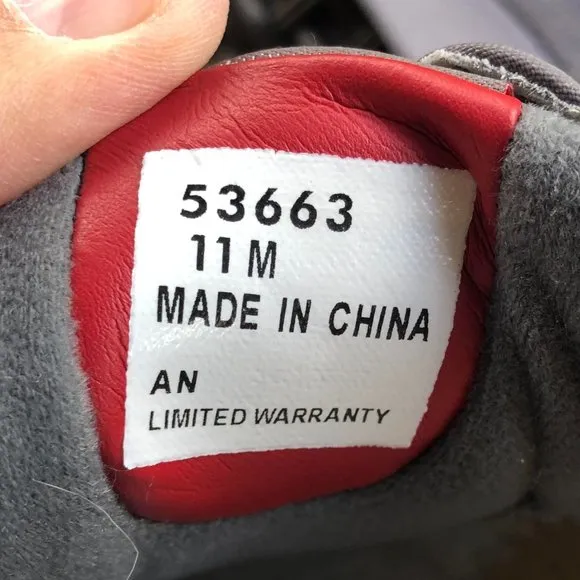 53663
11 M
MADE IN CHINA
AN
LIMITED WARRANTY